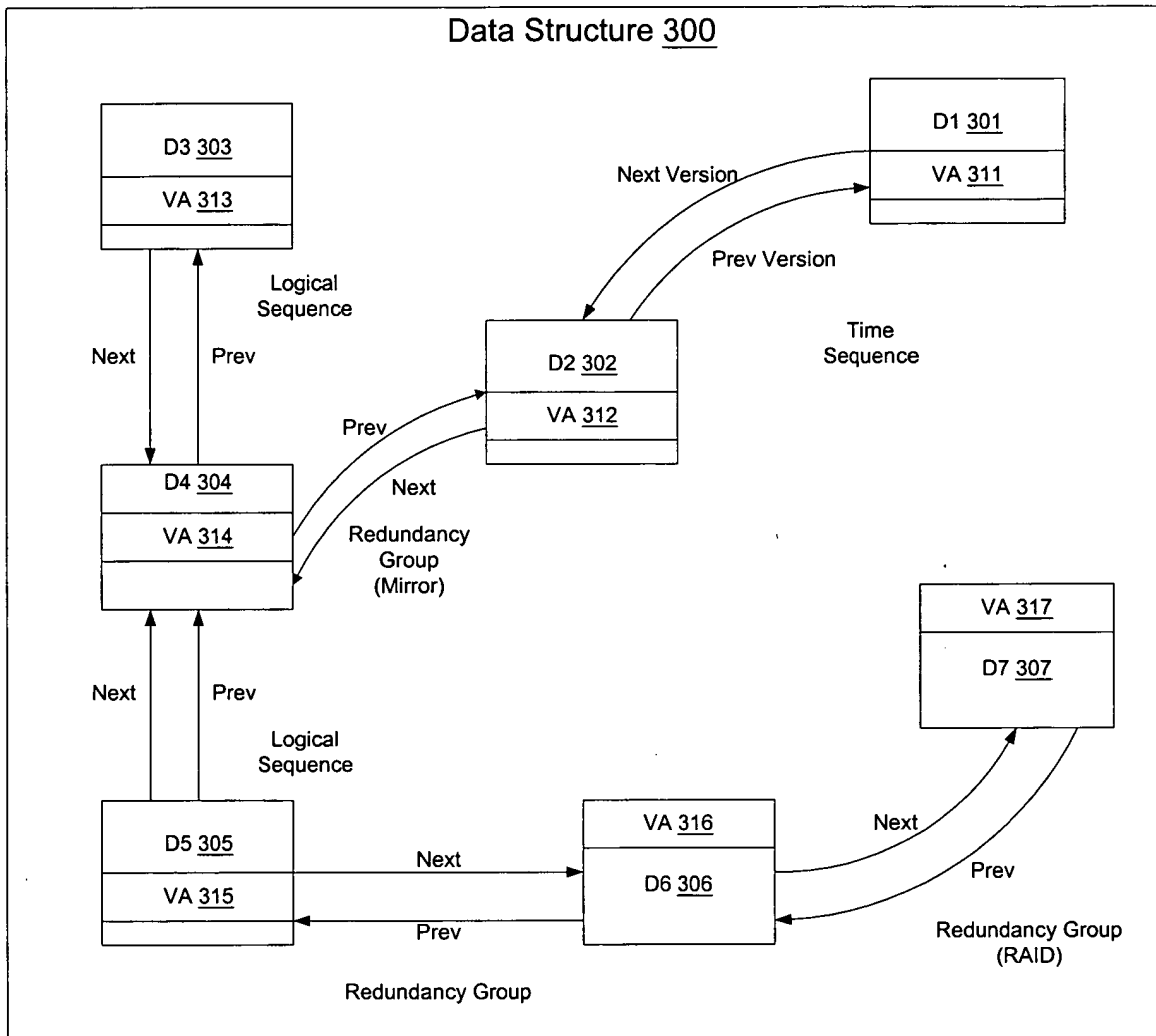 Data Structure 300
D3 303
VA 313
D1 301
VA 311
Next Version
Prev Version
Logical
Sequence
Next
Prev
Time
Sequence
D2 302
VA 312
Prev
Next
D4 304
VA 314
Redundancy
Group
(Mirror)
VA 317
D7 307
Next
Prev
Logical
Sequence
D5 305
VA 315
Next
Prev
VA 316
D6 306
Next
Prev
Redundancy Group
(RAID)
Redundancy Group